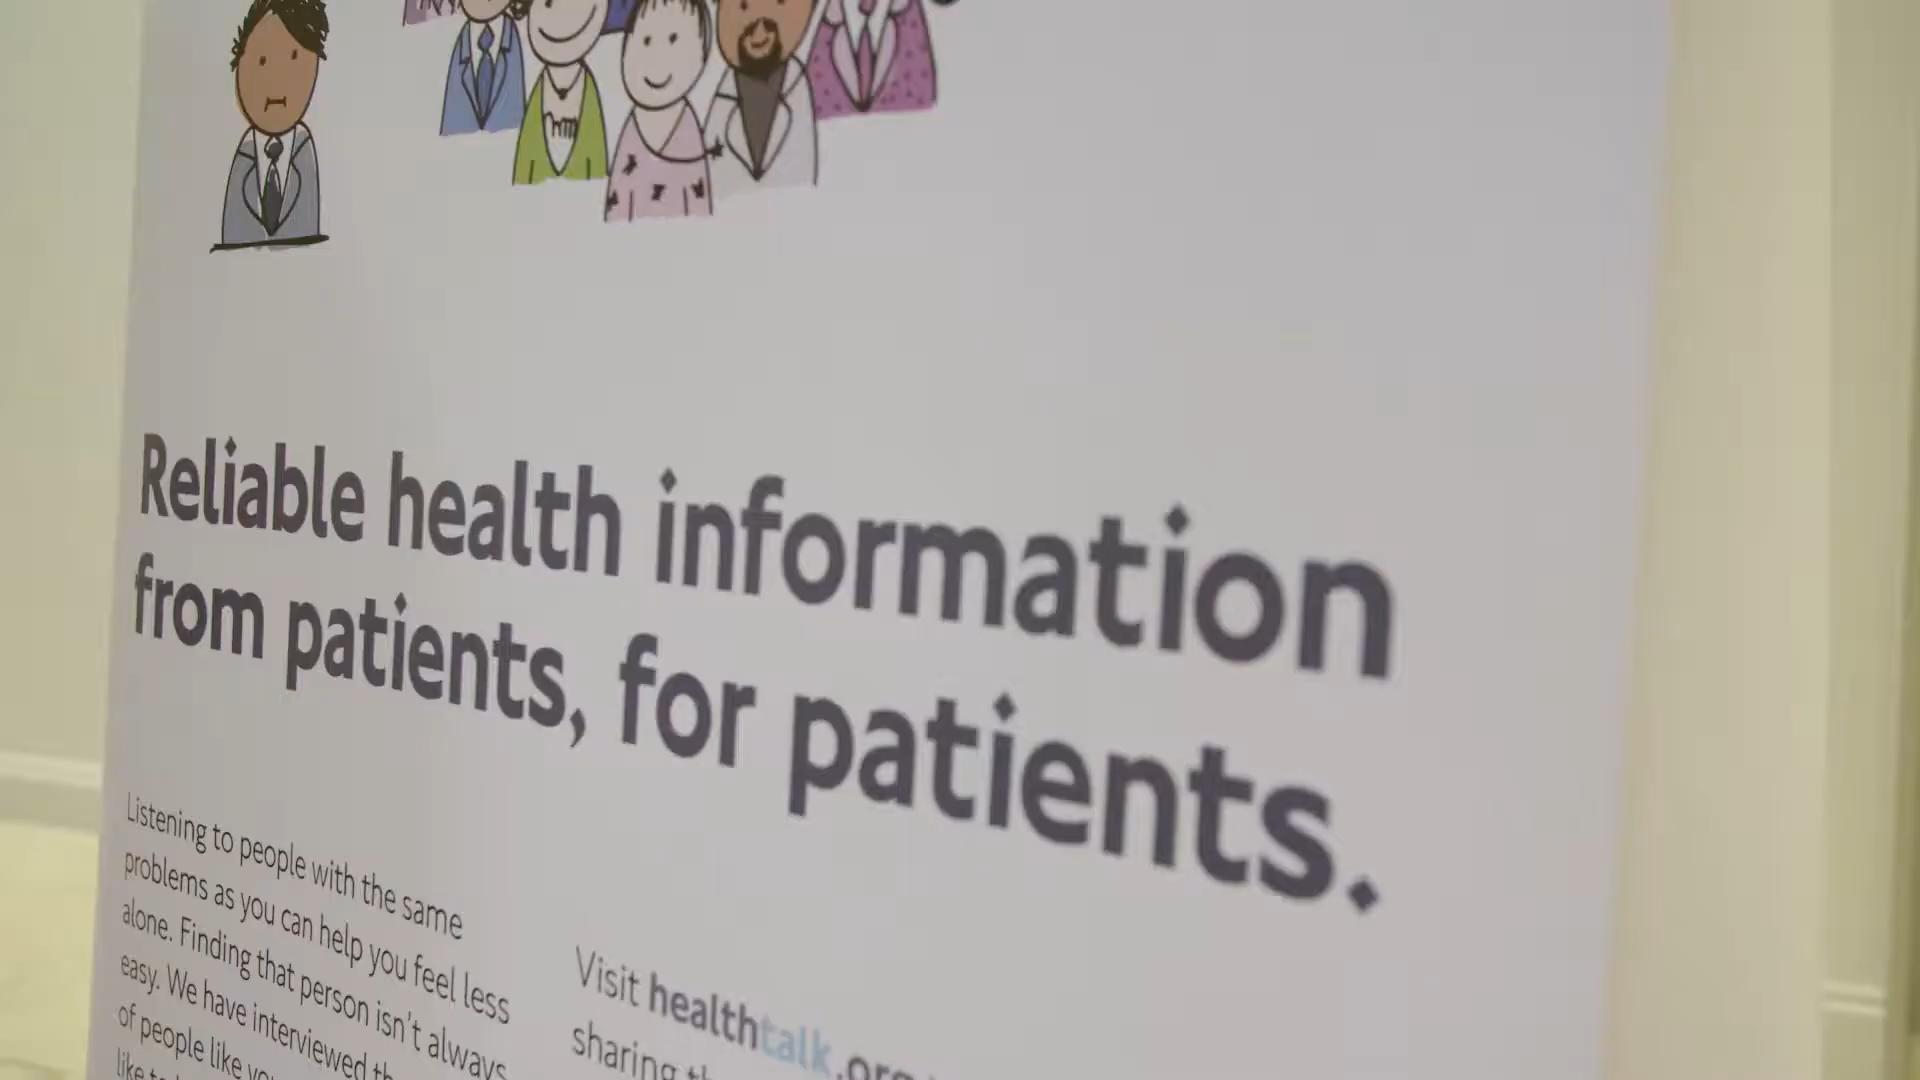 Reliable health information
from patients, for patients.
Listening to people with the same
problems as you can help you feel less
alone. Finding that person isn't always
easy. We have interviewed
of people like
like
Visit healthtalk.org
sharing